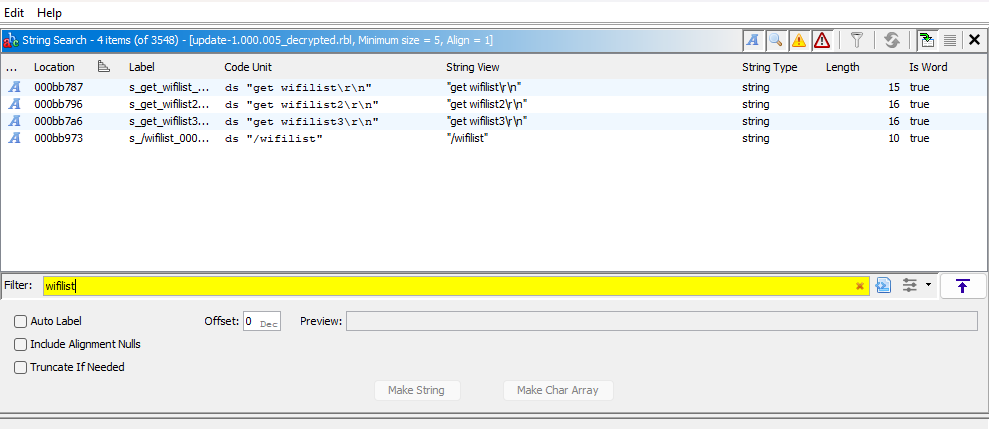 Edit Help
String Search - 4 items (of 3548) - [update-1.000.005_decrypted.rbl, Minimum size = 5, Align = 1]
... Location Label Code Unit String View String Type Length Is Word
A 000bb787 s_get_wifilist_... ds "get wifilist\r\n" "get wifilist\r\n" string 15 true
A 000bb796 s_get_wifilist2... ds "get wifilist2\r\n" "get wifilist2\r\n" string 16 true
A 000bb7a6 s_get_wifilist3... ds "get wifilist3\r\n" "get wifilist3\r\n" string 16 true
A 000bb973 s_/wifilist_000... ds "/wifilist" "/wifilist" string 10 true
Filter: wifilist
Auto Label Offset: 0 Dec Preview:
Include Alignment Nulls
Truncate If Needed
Make String Make Char Array